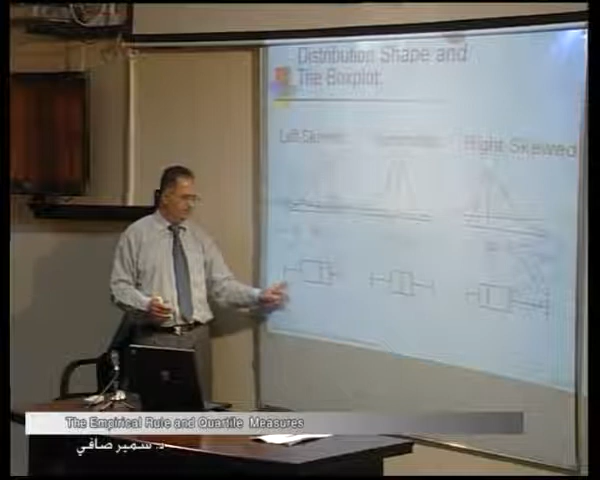 Distribution Shape and
The Boxplot
Left-Skewed Right-Skewed
The Empirical Rule and Quartile Measures
د. سمير صافي